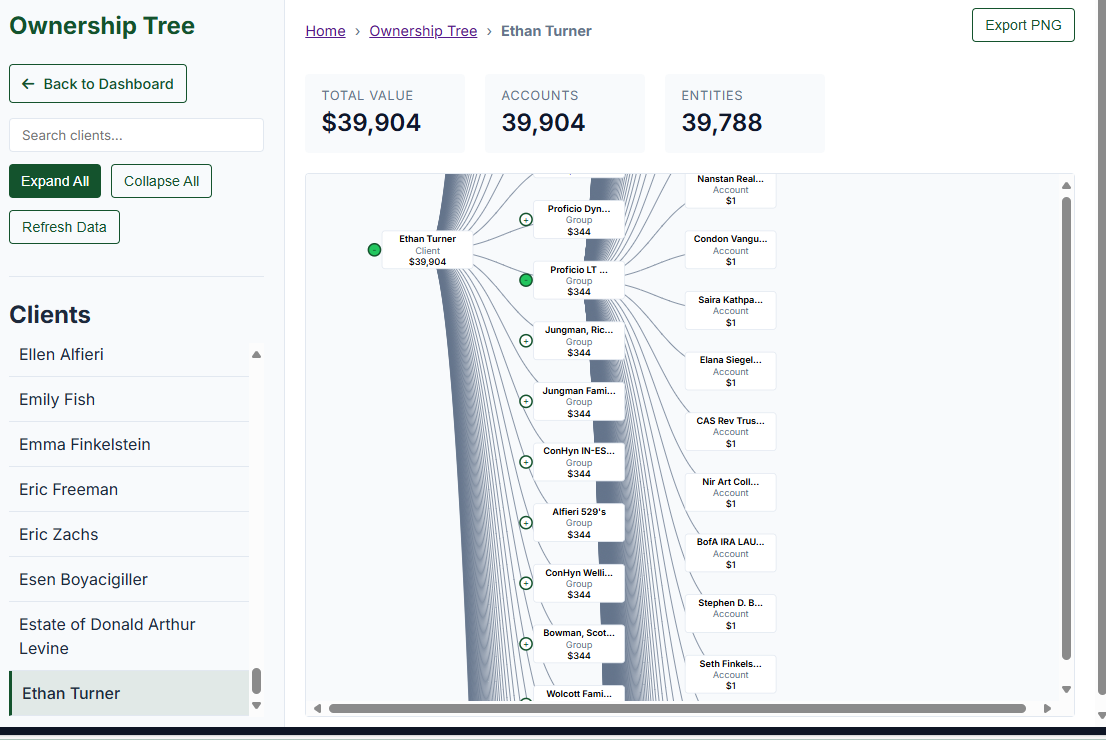 Ownership Tree
← Back to Dashboard
Search clients...
Expand All
Collapse All
Refresh Data
Clients
Ellen Alfieri
Emily Fish
Emma Finkelstein
Eric Freeman
Eric Zachs
Esen Boyacigiller
Estate of Donald Arthur
Levine
Ethan Turner
Home › Ownership Tree › Ethan Turner
Export PNG
TOTAL VALUE
$39,904
ACCOUNTS
39,904
ENTITIES
39,788
Ethan Turner
Client
$39,904
Proficio Dyn...
Group
$344
Proficio LT ...
Group
$344
Jungman, Ric...
Group
$344
Jungman Fami...
Group
$344
ConHyn IN-ES...
Group
$344
Alfieri 529's
Group
$344
ConHyn Welli...
Group
$344
Bowman, Scot...
Group
$344
Wolcott Fami...
Nanstan Real...
Account
$1
Condon Vangu...
Account
$1
Saira Kathpa...
Account
$1
Elana Siegel...
Account
$1
CAS Rev Trus...
Account
$1
Nir Art Coll...
Account
$1
BofA IRA LAU...
Account
$1
Stephen D. B...
Account
$1
Seth Finkels...
Account
$1